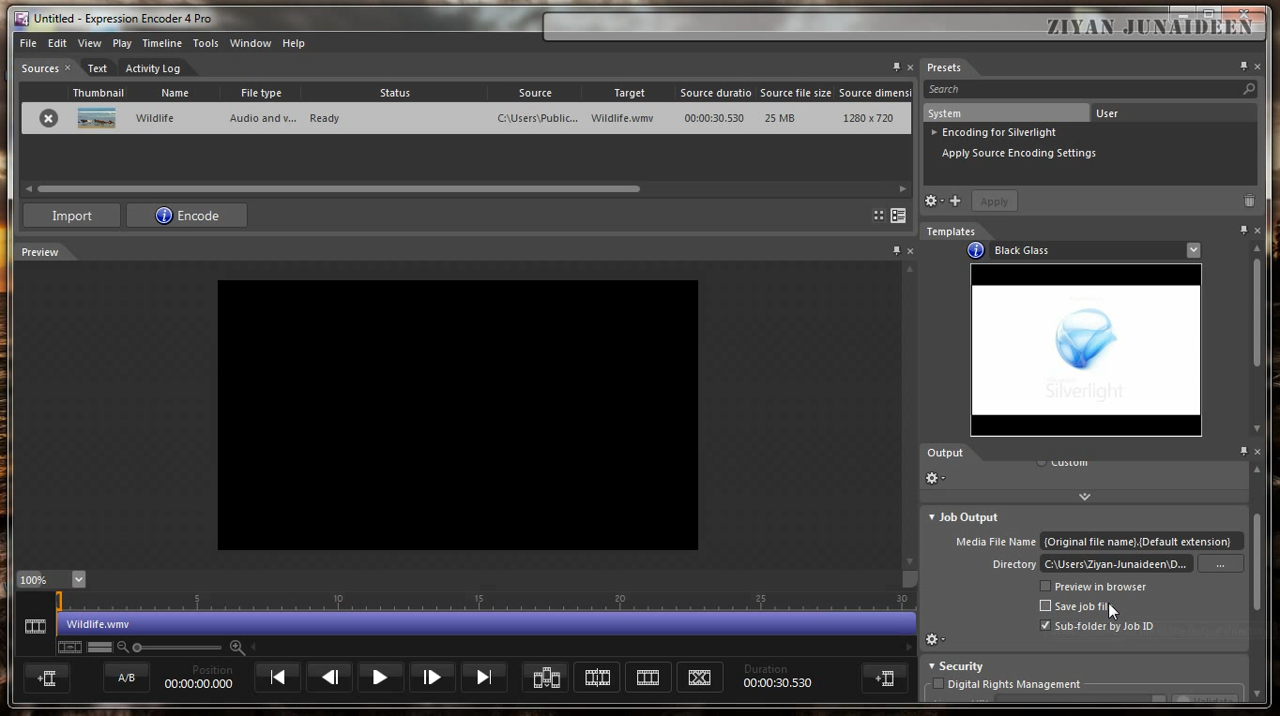 Untitled - Expression Encoder 4 Pro
ZIYAN JUNAIDEEN
File Edit View Play Timeline Tools Window Help
Sources Text Activity Log
Thumbnail Name File type Status Source Target Source duratio Source file size Source dimensi
Wildlife Audio and v... Ready C:\Users\Public... Wildlife.wmv 00:00:30.530 25 MB 1280 x 720
Import Encode
Preview
100%
5 10 15 20 25 30
Wildlife.wmv
A/B Position
00:00:00.000
Duration
00:00:30.530
Presets
Search
System User
Encoding for Silverlight
Apply Source Encoding Settings
Apply
Templates
Black Glass
Silverlight
Output
Custom
Job Output
Media File Name {Original file name}.{Default extension}
Directory C:\Users\Ziyan-Junaideen\D... ...
Preview in browser
Save job file
Sub-folder by Job ID
Security
Digital Rights Management